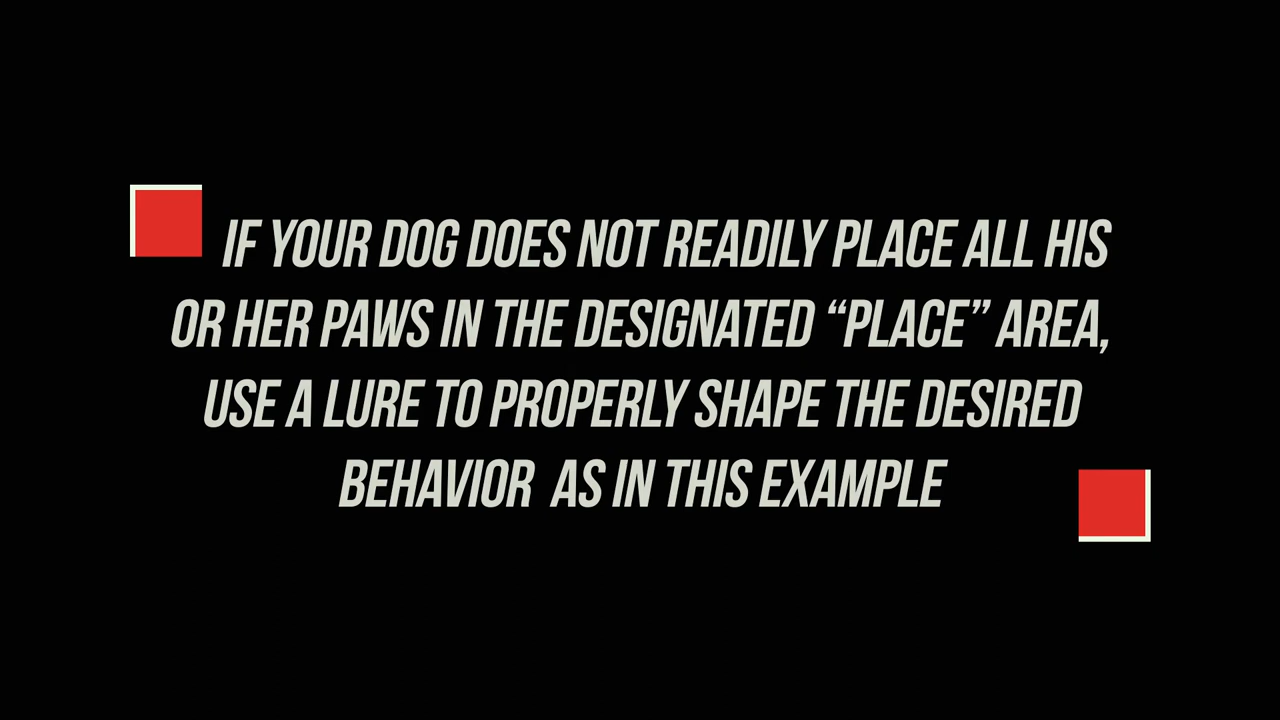 IF YOUR DOG DOES NOT READILY PLACE ALL HIS
OR HER PAWS IN THE DESIGNATED “PLACE” AREA,
USE A LURE TO PROPERLY SHAPE THE DESIRED
BEHAVIOR  AS IN THIS EXAMPLE